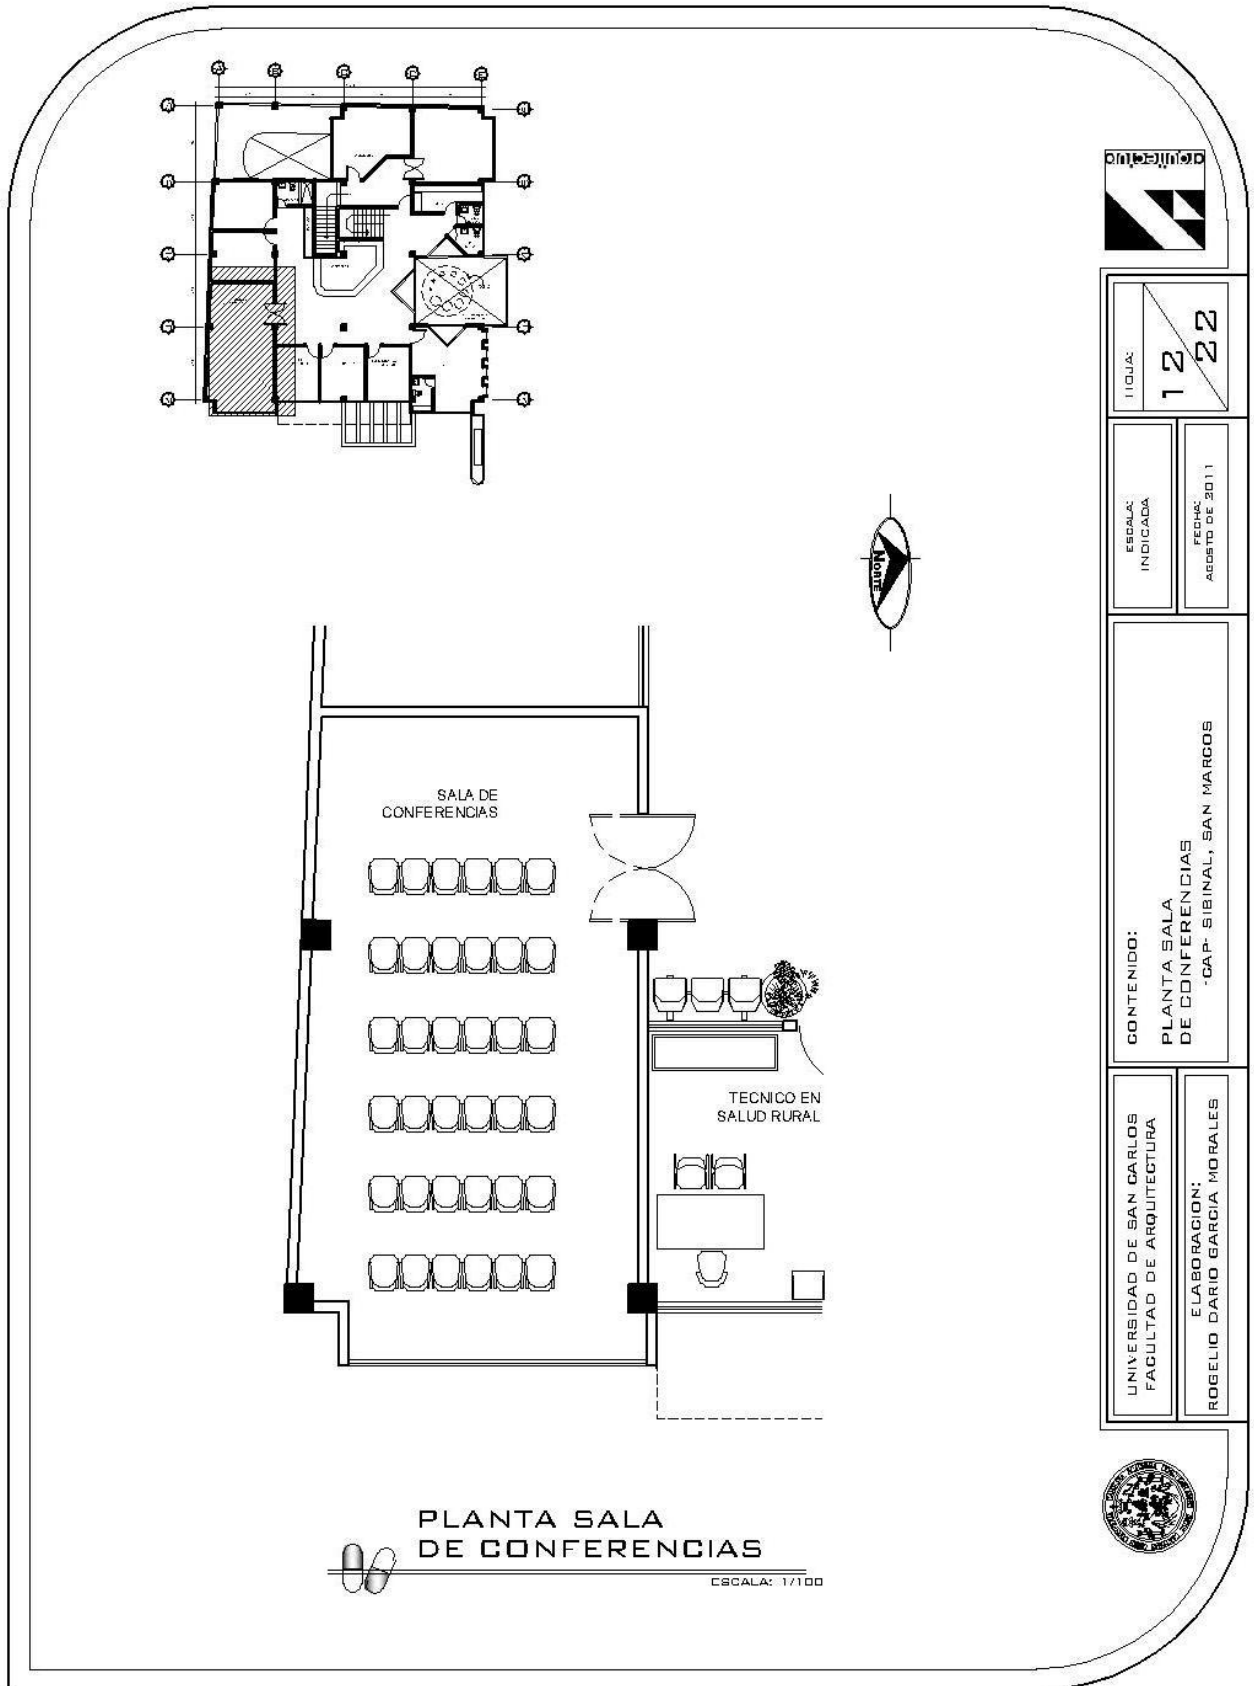 SALA DE
CONFERENCIAS
TECNICO EN
SALUD RURAL
NORTE
PLANTA SALA
DE CONFERENCIAS
ESCALA: 1/100
arquitectura
HOJA:
12
22
ESCALA:
INDICADA
FECHA:
AGOSTO DE 2011
CONTENIDO:
PLANTA SALA
DE CONFERENCIAS
-CAP- SIBINAL, SAN MARCOS
UNIVERSIDAD DE SAN CARLOS
FACULTAD DE ARQUITECTURA
ELABORACION:
ROGELIO DARIO GARCIA MORALES